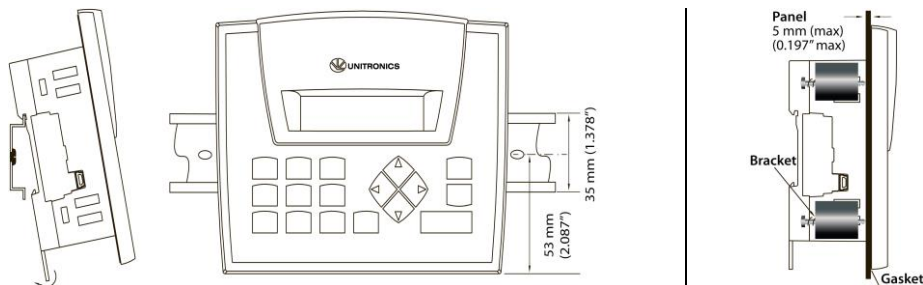 UNITRONICS
35 mm (1.378”)
53 mm
(2.087”)
Panel
5 mm (max)
(0.197” max)
Bracket
Gasket